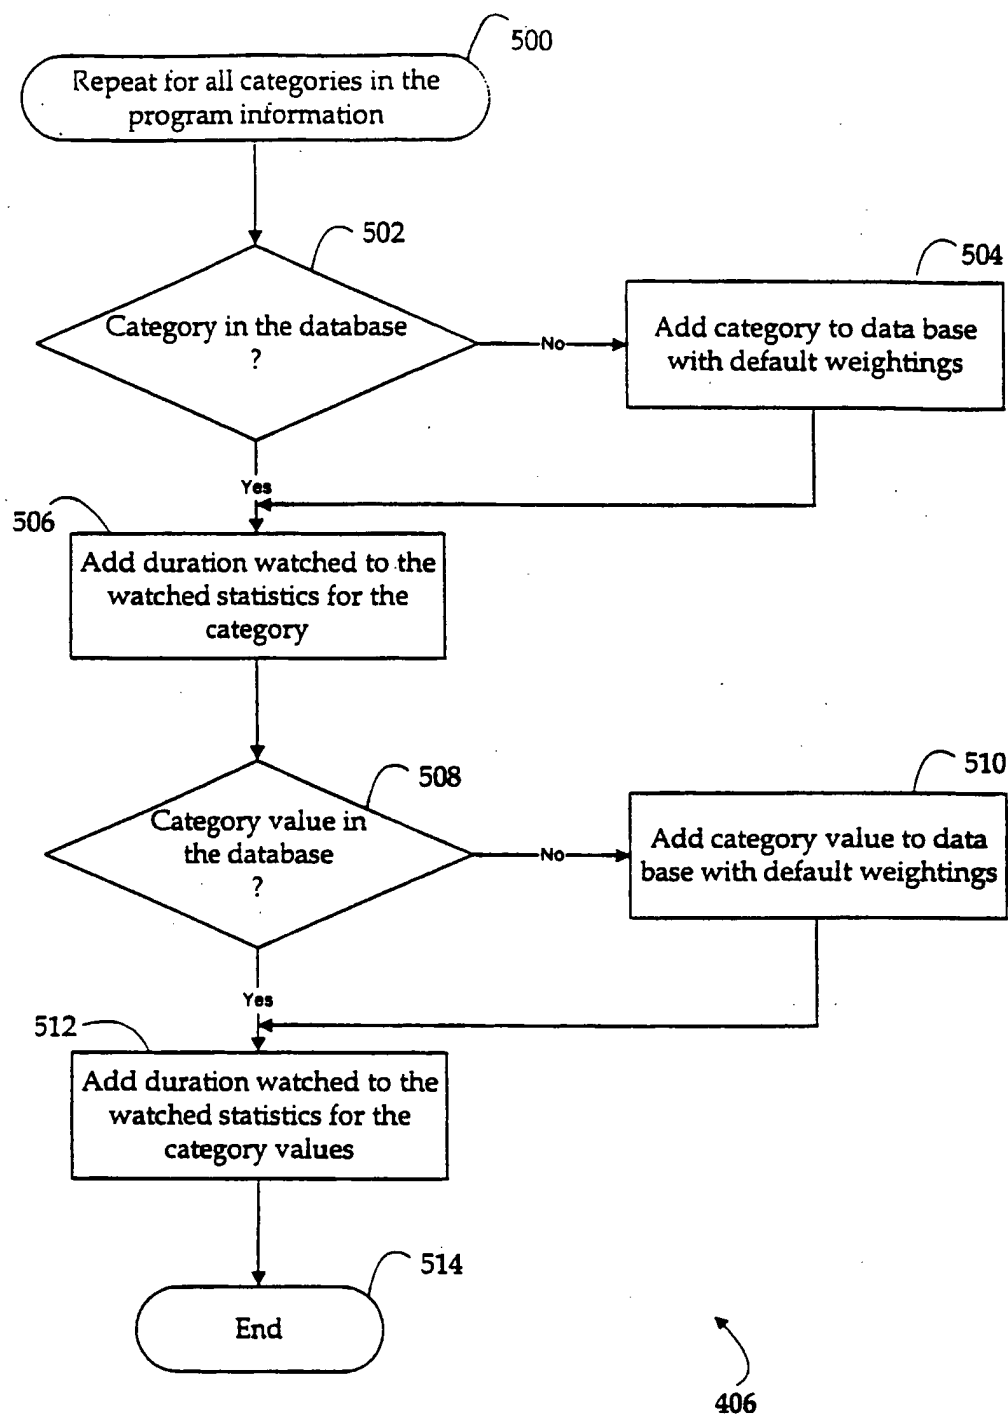 500
Repeat for all categories in the
program information
502
Category in the database
?
No
504
Add category to data base
with default weightings
Yes
506
Add duration watched to the
watched statistics for the
category
508
Category value in
the database
?
No
510
Add category value to data
base with default weightings
Yes
512
Add duration watched to the
watched statistics for the
category values
514
End
406